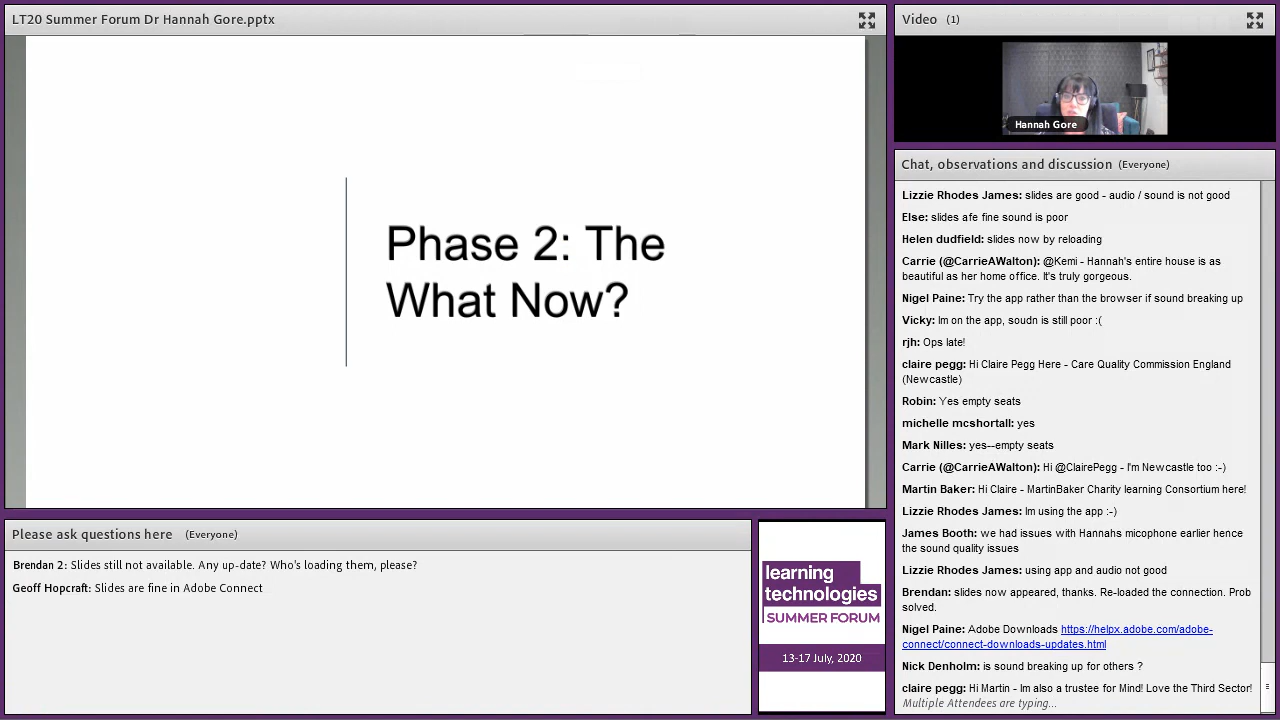 LT20 Summer Forum Dr Hannah Gore.pptx
Phase 2: The
What Now?
Please ask questions here (Everyone)
Brendan 2: Slides still not available. Any up-date? Who's loading them, please?
Geoff Hopcraft: Slides are fine in Adobe Connect
learning
technologies
SUMMER FORUM
13-17 July, 2020
Video (1)
Hannah Gore
Chat, observations and discussion (Everyone)
Lizzie Rhodes James: slides are good - audio / sound is not good
Else: slides afe fine sound is poor
Helen dudfield: slides now by reloading
Carrie (@CarrieAWalton): @Kemi - Hannah's entire house is as
beautiful as her home office. It's truly gorgeous.
Nigel Paine: Try the app rather than the browser if sound breaking up
Vicky: Im on the app, soudn is still poor :(
rjh: Ops late!
claire pegg: Hi Claire Pegg Here - Care Quality Commission England
(Newcastle)
Robin: Yes empty seats
michelle mcshortall: yes
Mark Nilles: yes--empty seats
Carrie (@CarrieAWalton): Hi @ClairePegg - I'm Newcastle too :-)
Martin Baker: Hi Claire - MartinBaker Charity learning Consortium here!
Lizzie Rhodes James: Im using the app :-)
James Booth: we had issues with Hannahs micophone earlier hence
the sound quality issues
Lizzie Rhodes James: using app and audio not good
Brendan: slides now appeared, thanks. Re-loaded the connection. Prob
solved.
Nigel Paine: Adobe Downloads https://helpx.adobe.com/adobe-
connect/connect-downloads-updates.html
Nick Denholm: is sound breaking up for others ?
claire pegg: Hi Martin - Im also a trustee for Mind! Love the Third Sector!
Multiple Attendees are typing...